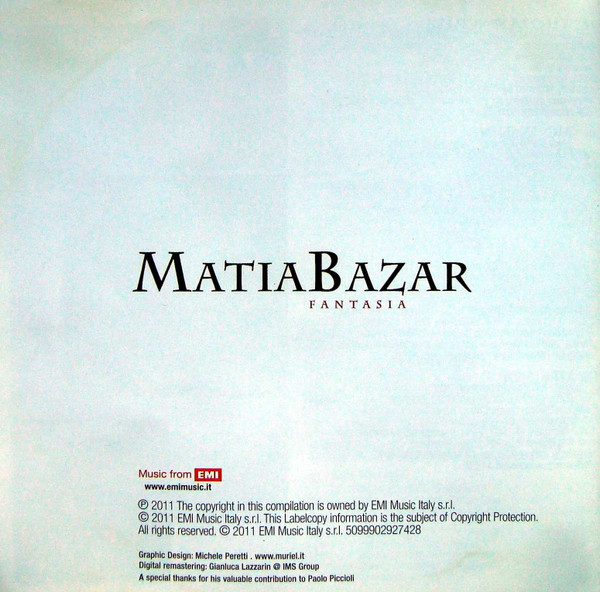 MATIABAZAR
FANTASIA
Music from EMI
www.emimusic.it
℗ 2011 The copyright in this compilation is owned by EMI Music Italy s.r.l.
© 2011 EMI Music Italy s.r.l. This Labelcopy information is the subject of Copyright Protection.
All rights reserved. © 2011 EMI Music Italy s.r.l. 5099902927428
Graphic Design: Michele Peretti . www.muriel.it
Digital remastering: Gianluca Lazzarin @ IMS Group
A special thanks for his valuable contribution to Paolo Piccioli